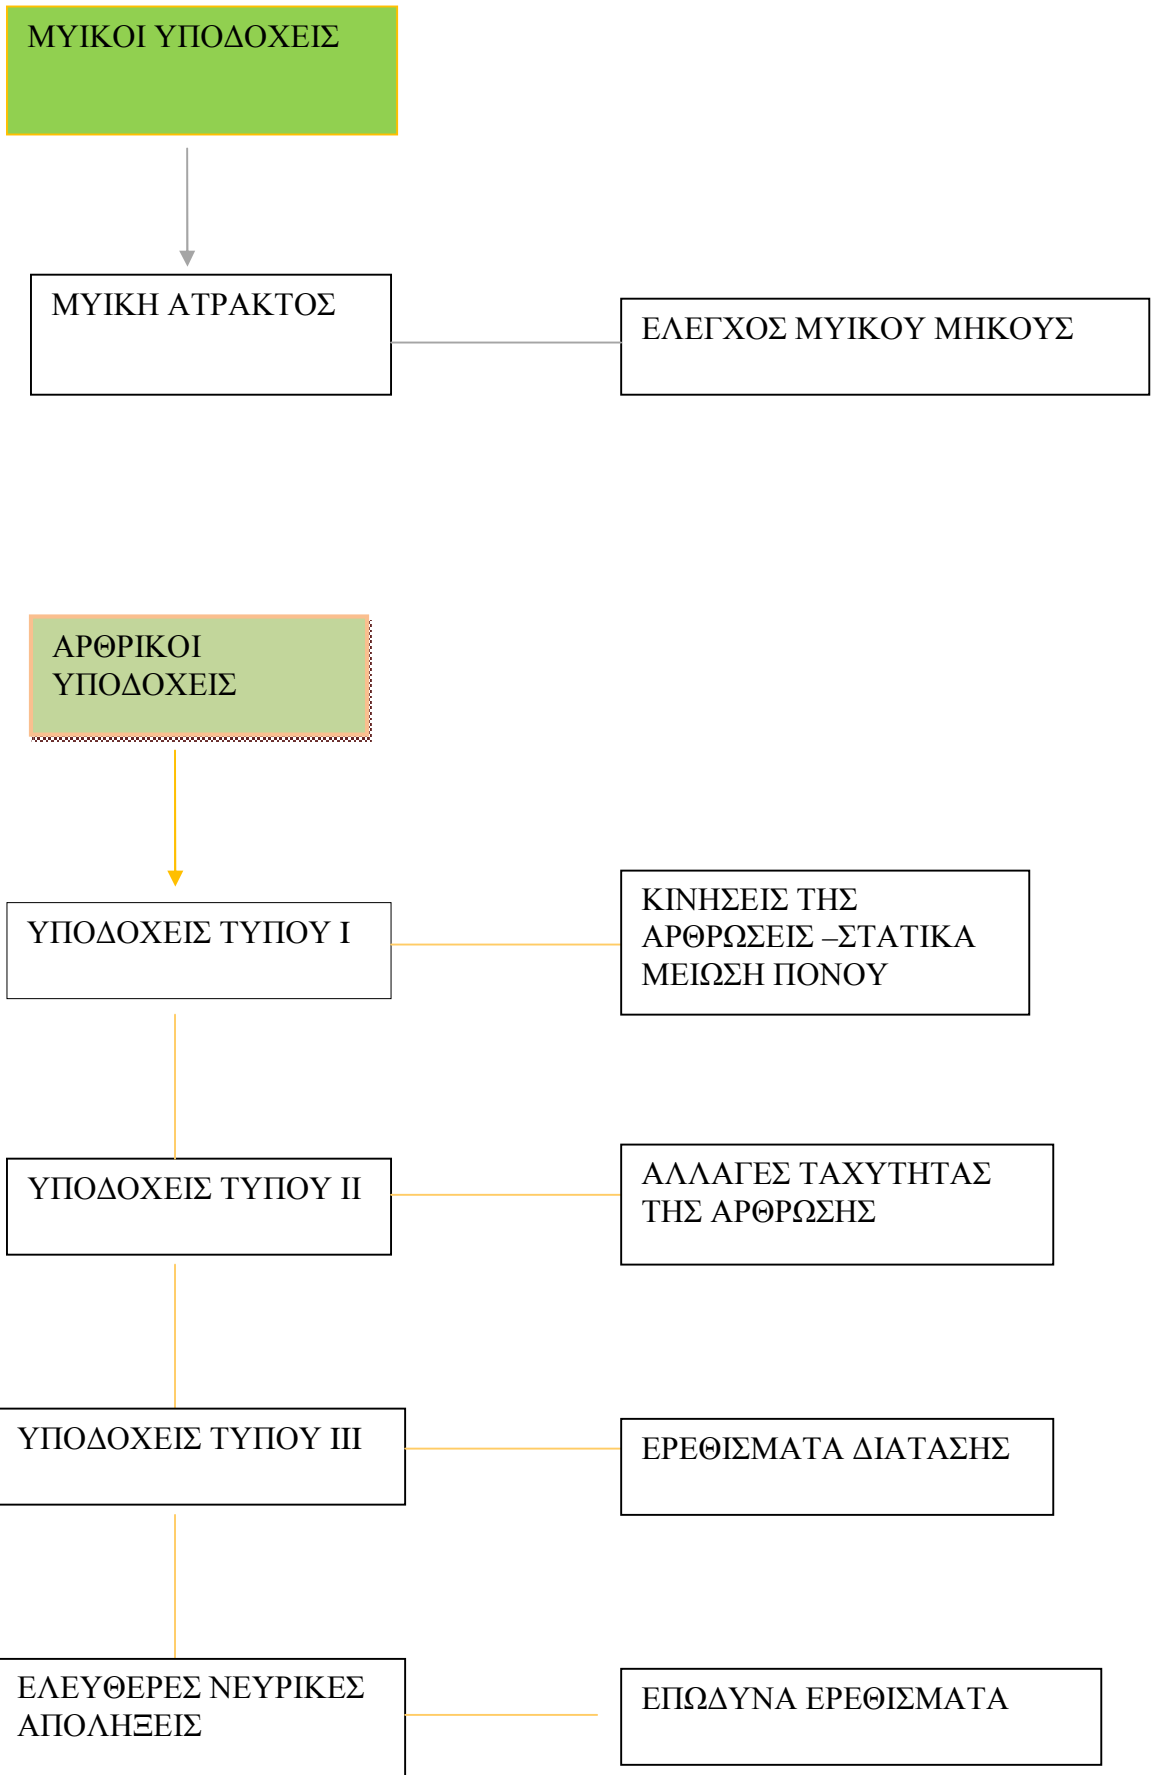 ΜΥΙΚΟΙ ΥΠΟΔΟΧΕΙΣ
ΜΥΙΚΗ ΑΤΡΑΚΤΟΣ
ΕΛΕΓΧΟΣ ΜΥΙΚΟΥ ΜΗΚΟΥΣ
ΑΡΘΡΙΚΟΙ
ΥΠΟΔΟΧΕΙΣ
ΥΠΟΔΟΧΕΙΣ ΤΥΠΟΥ Ι
ΚΙΝΗΣΕΙΣ ΤΗΣ
ΑΡΘΡΩΣΕΙΣ –ΣΤΑΤΙΚΑ
ΜΕΙΩΣΗ ΠΟΝΟΥ
ΥΠΟΔΟΧΕΙΣ ΤΥΠΟΥ ΙΙ
ΑΛΛΑΓΕΣ ΤΑΧΥΤΗΤΑΣ
ΤΗΣ ΑΡΘΡΩΣΗΣ
ΥΠΟΔΟΧΕΙΣ ΤΥΠΟΥ ΙΙΙ
ΕΡΕΘΙΣΜΑΤΑ ΔΙΑΤΑΣΗΣ
ΕΛΕΥΘΕΡΕΣ ΝΕΥΡΙΚΕΣ
ΑΠΟΛΗΞΕΙΣ
ΕΠΩΔΥΝΑ ΕΡΕΘΙΣΜΑΤΑ